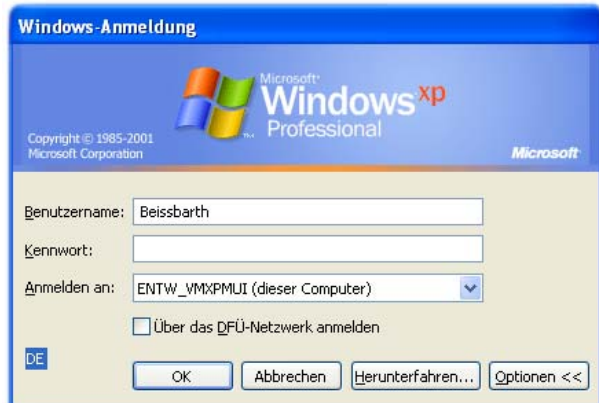 Windows-Anmeldung
Microsoft®
Windows xp
Professional
Copyright © 1985-2001
Microsoft Corporation
Microsoft
Benutzername: Beissbarth
Kennwort:
Anmelden an: ENTW_VMXPMUI (dieser Computer)
Über das DFÜ-Netzwerk anmelden
DE
OK Abbrechen Herunterfahren... Optionen <<